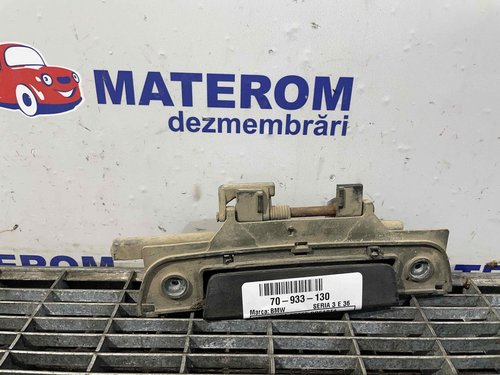 MATEROM
dezmembrări
70-933-130
Marca: BMW SERIA 3 E 36